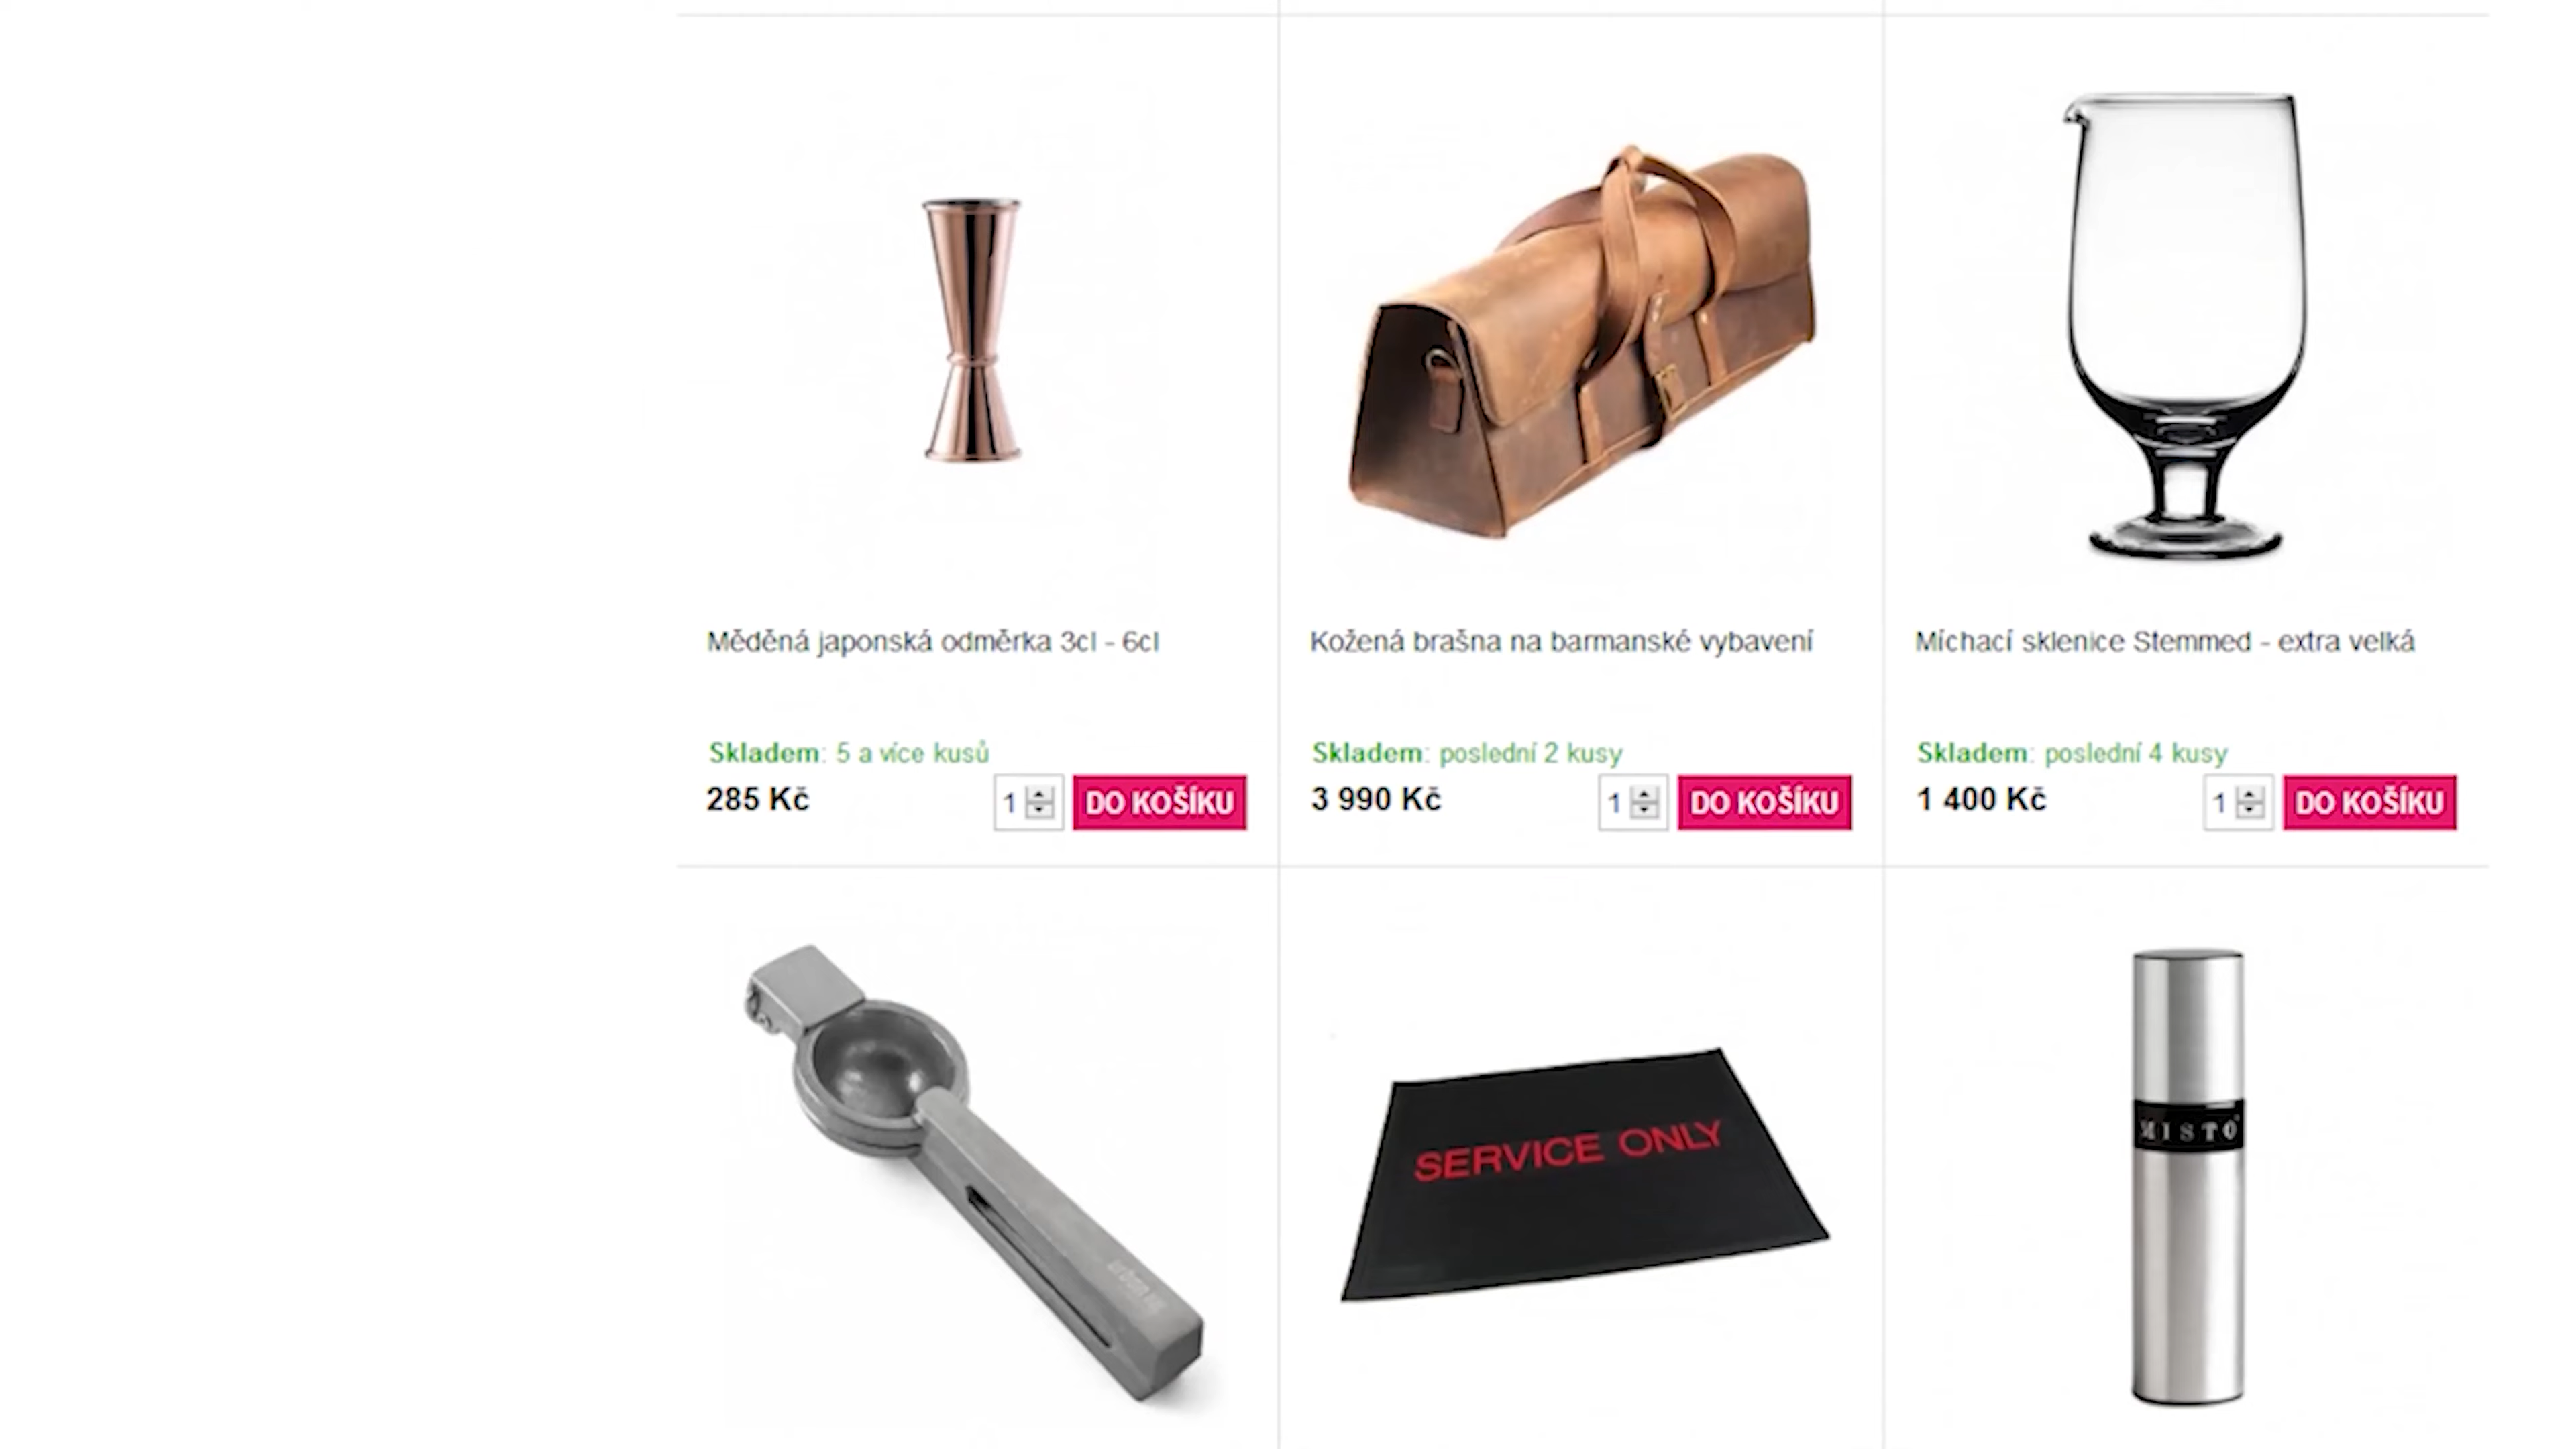 Měděná japonská odměrka 3cl - 6cl
Skladem: 5 a více kusů
285 Kč
1
DO KOŠÍKU
Kožená brašna na barmanské vybavení
Skladem: poslední 2 kusy
3 990 Kč
1
DO KOŠÍKU
Míchací sklenice Stemmed - extra velká
Skladem: poslední 4 kusy
1 400 Kč
1
DO KOŠÍKU
SERVICE ONLY
MISTO